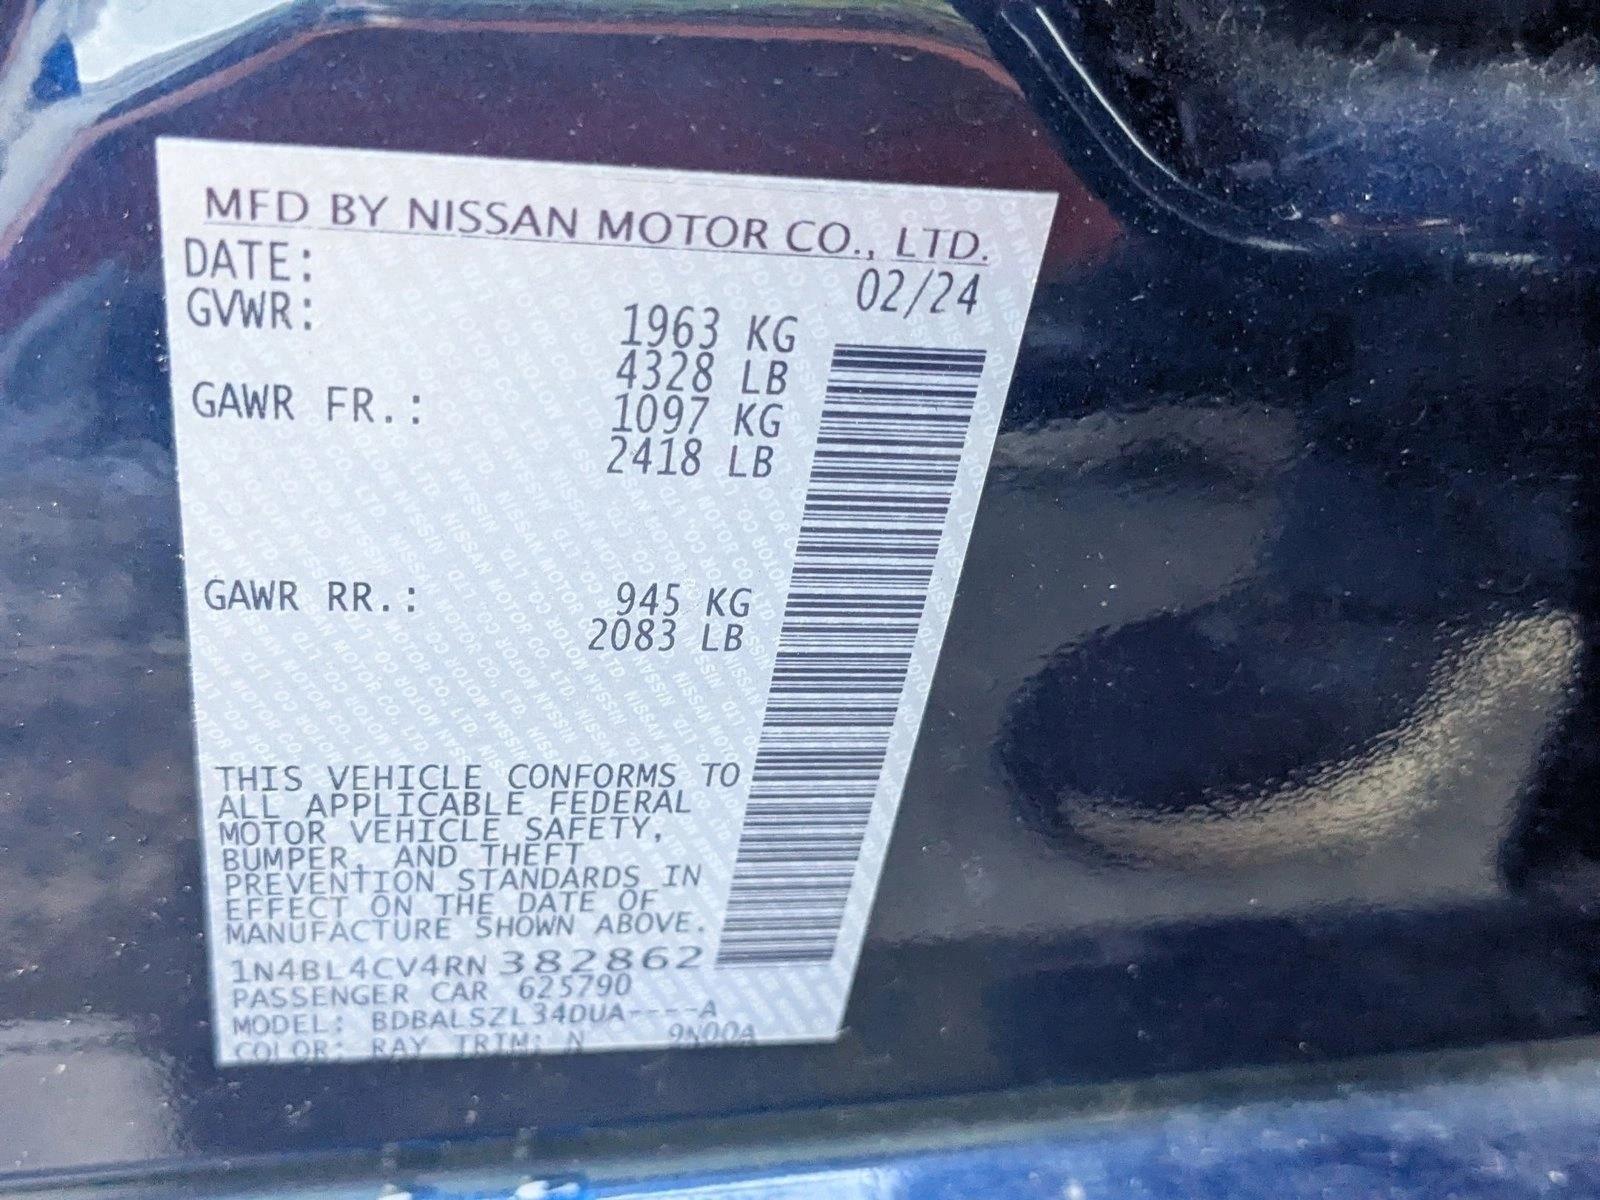 MFD BY NISSAN MOTOR CO., LTD.
DATE: 02/24
GVWR: 1963 KG
4328 LB
GAWR FR.: 1097 KG
2418 LB
GAWR RR.: 945 KG
2083 LB
THIS VEHICLE CONFORMS TO
ALL APPLICABLE FEDERAL
MOTOR VEHICLE SAFETY,
BUMPER, AND THEFT
PREVENTION STANDARDS IN
EFFECT ON THE DATE OF
MANUFACTURE SHOWN ABOVE.
1N4BL4CV4RN382862
PASSENGER CAR 625790
MODEL: BDBALSZL34DUA----A
COLOR: RAY TRIM: N 9N00A